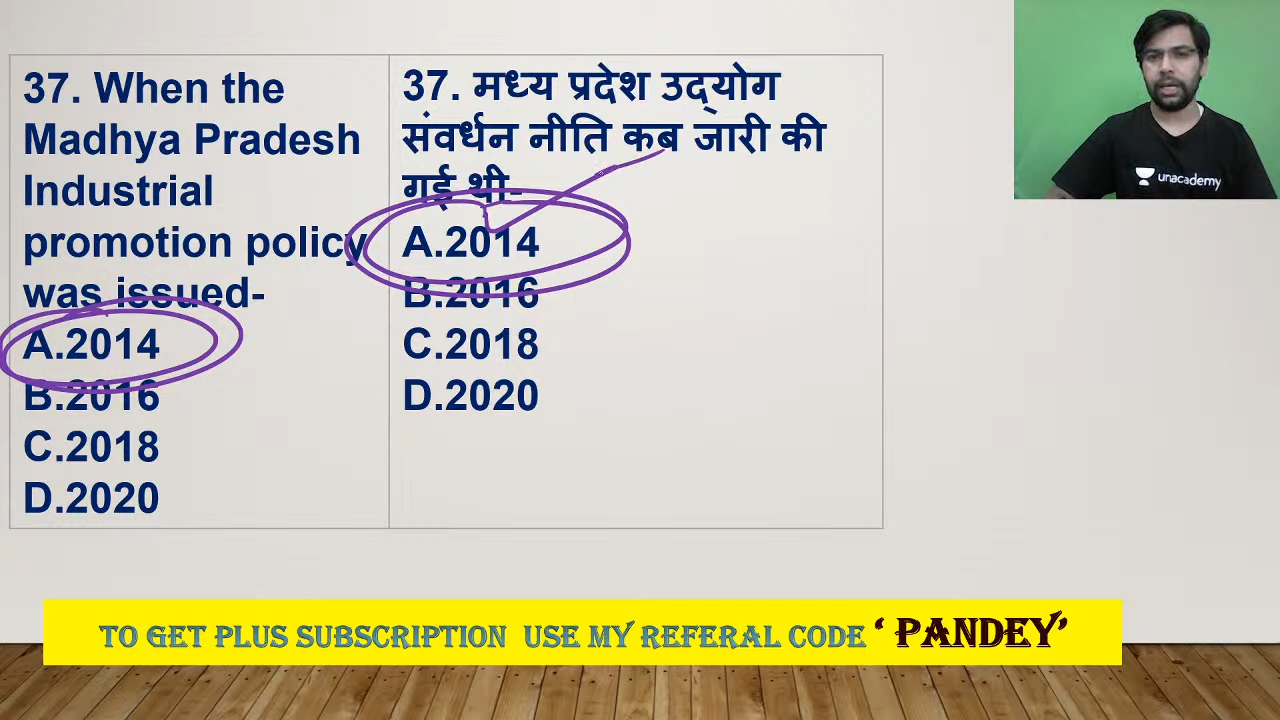 37. When the
Madhya Pradesh
Industrial
promotion policy
was issued-
A.2014
B.2016
C.2018
D.2020
37. मध्य प्रदेश उद्योग
संवर्धन नीति कब जारी की
गई थी-
A.2014
B.2016
C.2018
D.2020
unacademy
TO GET PLUS SUBSCRIPTION USE MY REFERAL CODE ‘ PANDEY’